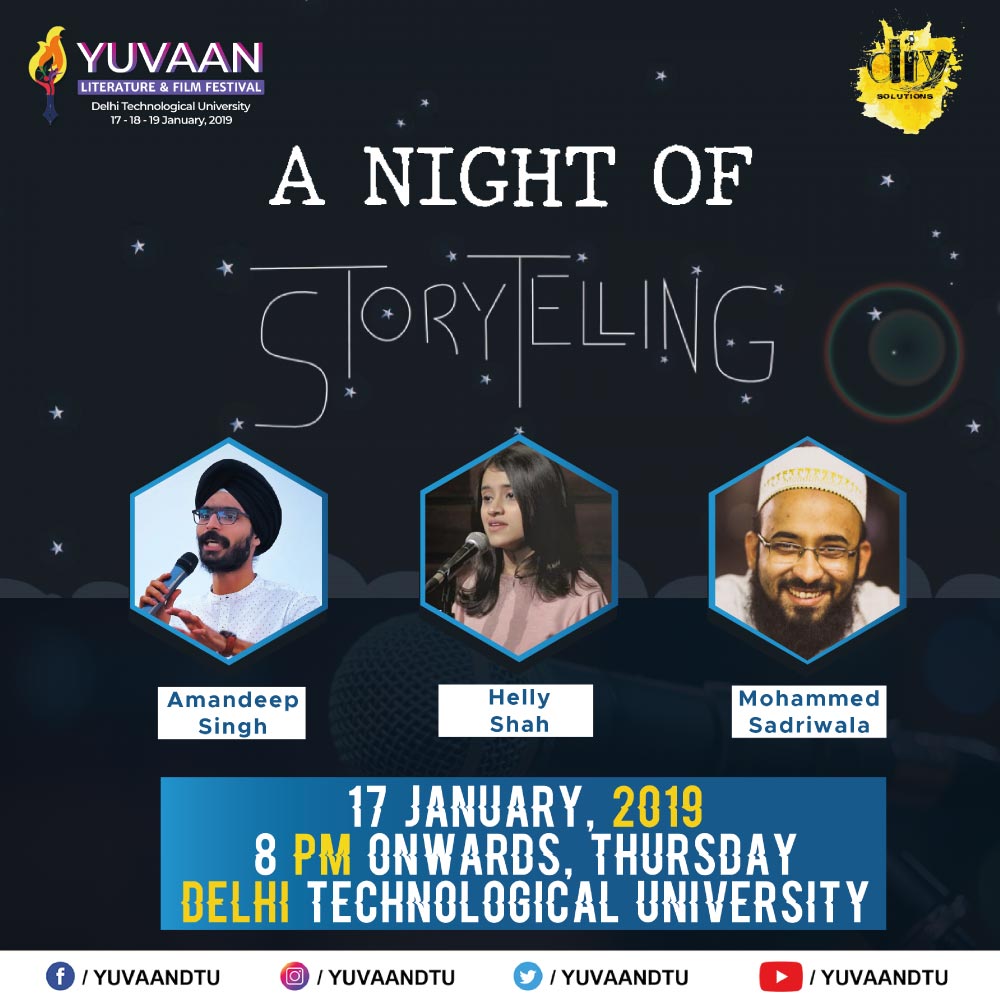 YUVAAN
LITERATURE & FILM FESTIVAL
Delhi Technological University
17 - 18 - 19 January, 2019
diy
SOLUTIONS
A NIGHT OF
STORYTELLING
Amandeep
Singh
Helly
Shah
Mohammed
Sadriwala
17 JANUARY, 2019
8 PM ONWARDS, THURSDAY
DELHI TECHNOLOGICAL UNIVERSITY
/ YUVAANDTU
/ YUVAANDTU
/ YUVAANDTU
/ YUVAANDTU